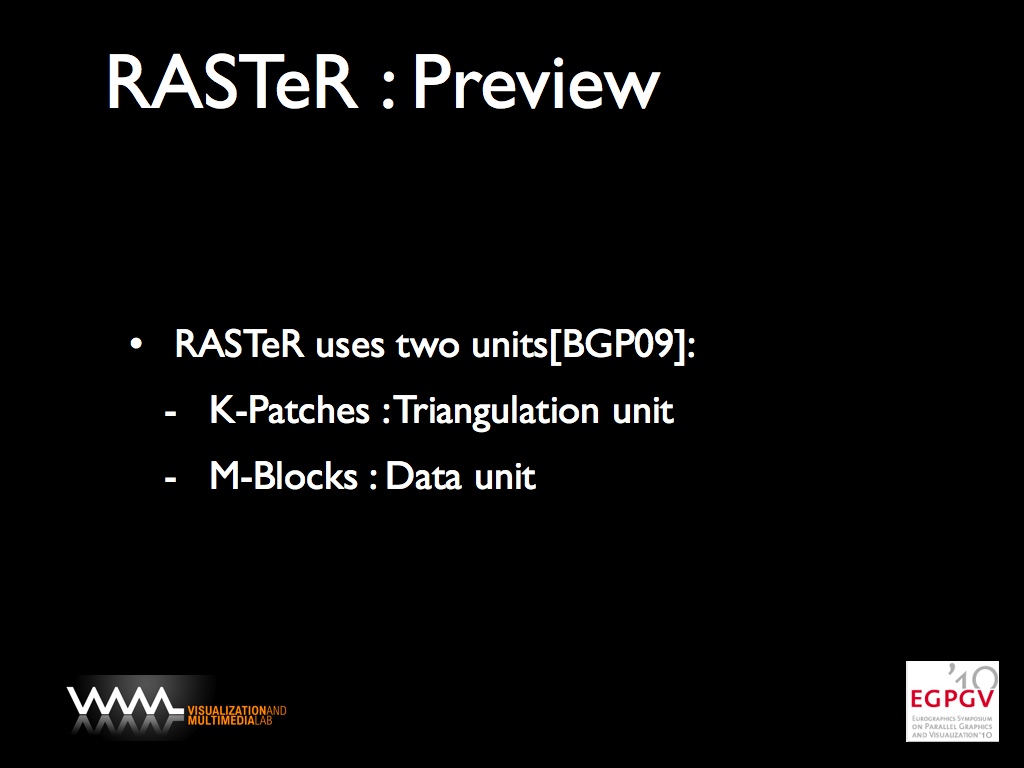 RASTeR : Preview
• RASTeR uses two units[BGP09]:
- K-Patches : Triangulation unit
- M-Blocks : Data unit
VMML
VISUALIZATIONAND
MULTIMEDIALAB
'10
EGPGV
EUROGRAPHICS SYMPOSIUM
ON PARALLEL GRAPHICS
AND VISUALIZATION'10